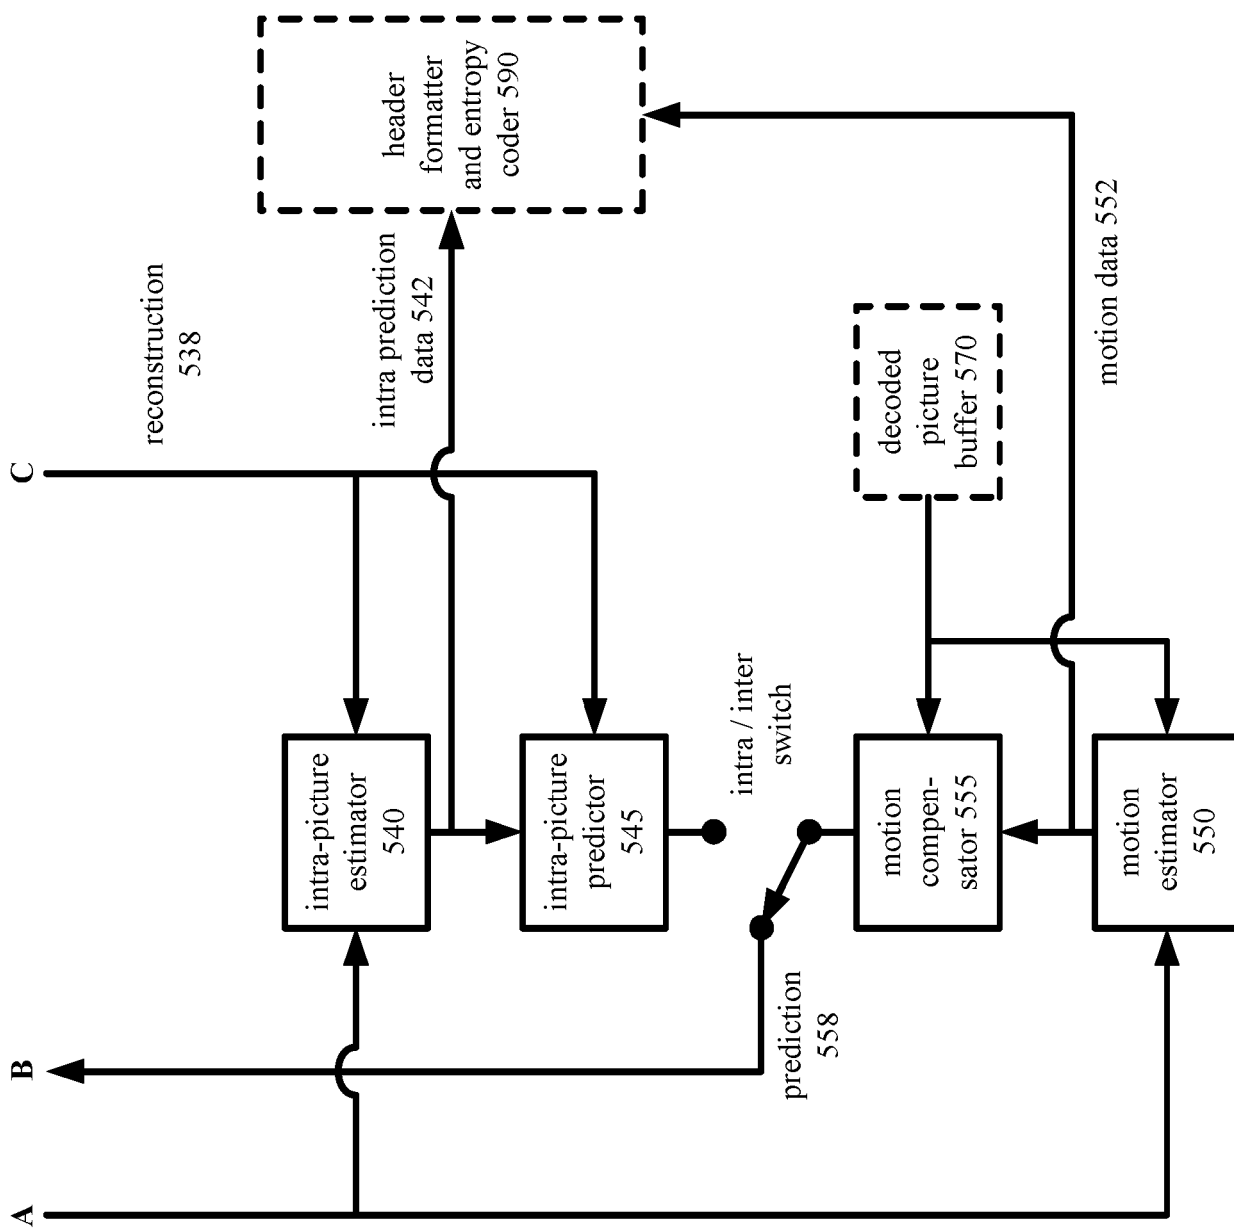 A
B
C
reconstruction
538
header
formatter
and entropy
coder 590
intra prediction
data 542
intra-picture
estimator
540
intra-picture
predictor
545
intra / inter
switch
prediction
558
decoded
picture
buffer 570
motion
compen-
sator 555
motion data 552
motion
estimator
550